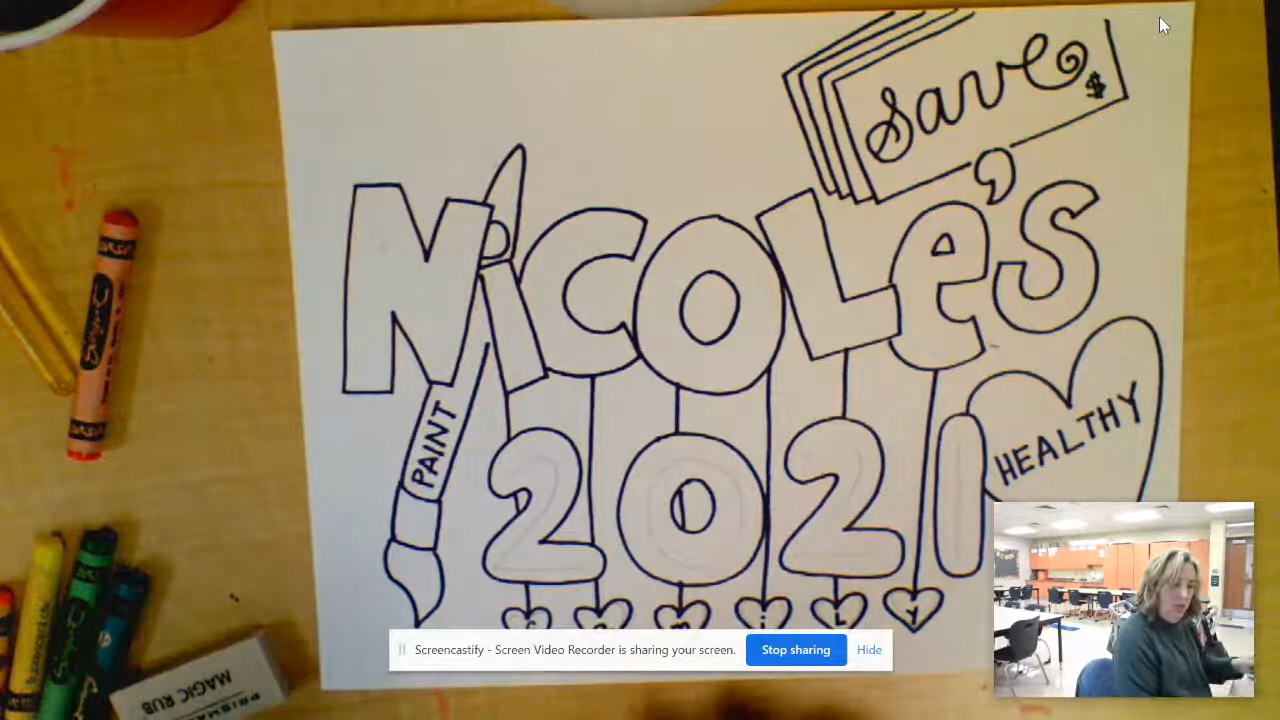 Save
$
NiCOLe's
PAINT
2021
HEALTHY
Screencastify - Screen Video Recorder is sharing your screen.
Stop sharing
Hide
MAGIC RUB